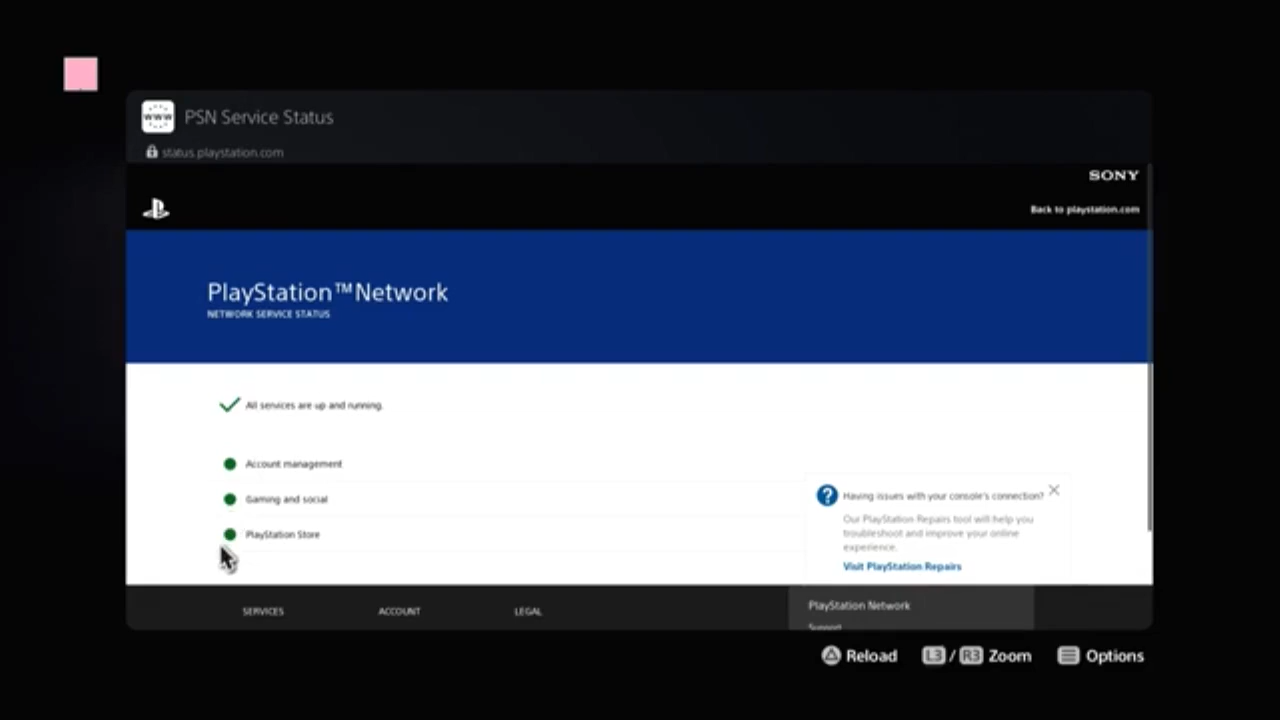 www
PSN Service Status
status.playstation.com
SONY
Back to playstation.com
PlayStation™Network
NETWORK SERVICE STATUS
All services are up and running.
Account management
Gaming and social
PlayStation Store
? Having issues with your console's connection?
Our PlayStation Repairs tool will help you
troubleshoot and improve your online
experience.
Visit PlayStation Repairs
SERVICES ACCOUNT LEGAL
PlayStation Network
Support
Reload L3 / R3 Zoom Options